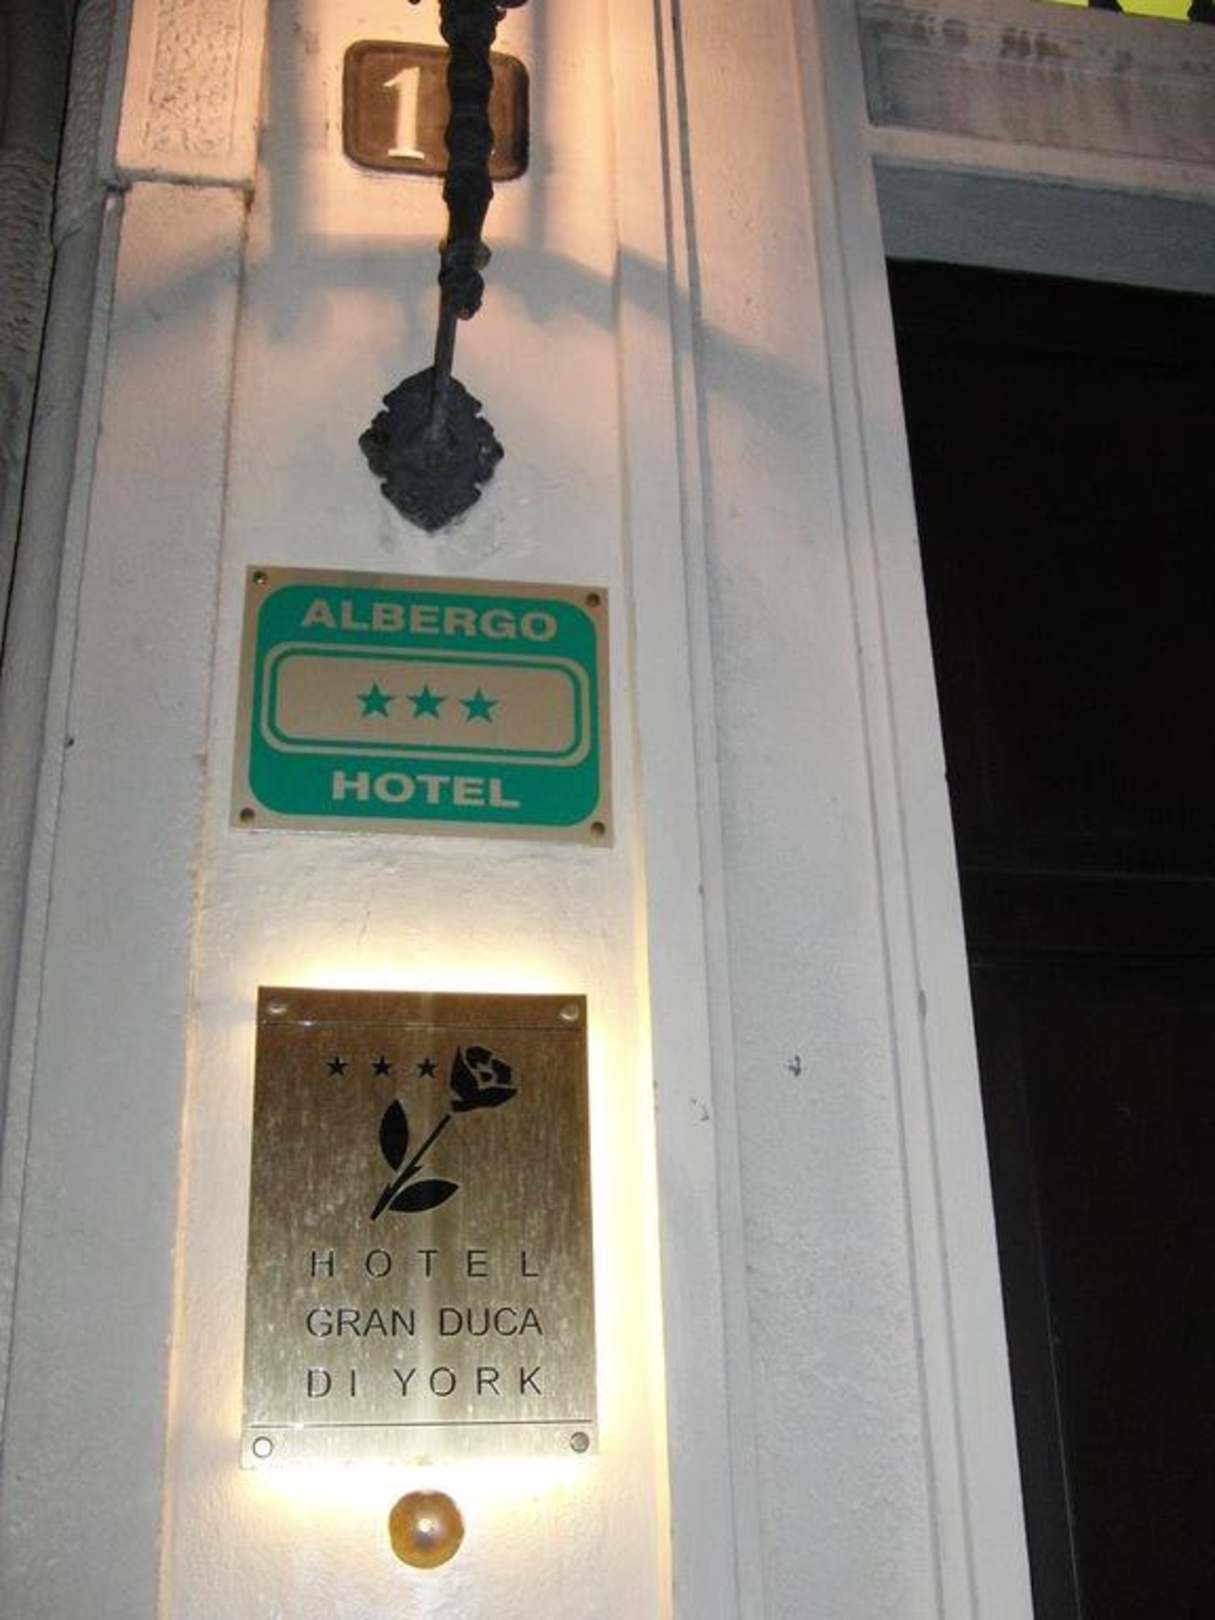 ALBERGO
★★★
HOTEL
★★★
HOTEL
GRAN DUCA
DI YORK